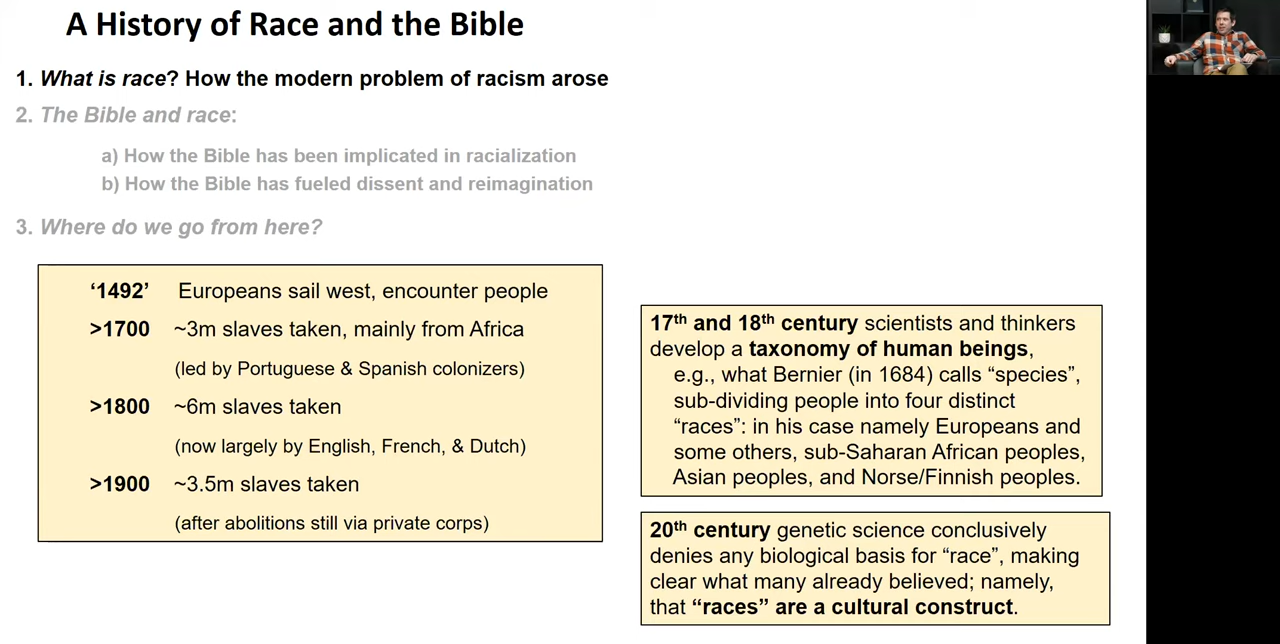 A History of Race and the Bible
1. What is race? How the modern problem of racism arose
2. The Bible and race:
a) How the Bible has been implicated in racialization
b) How the Bible has fueled dissent and reimagination
3. Where do we go from here?
‘1492’ Europeans sail west, encounter people
>1700 ~3m slaves taken, mainly from Africa
(led by Portuguese & Spanish colonizers)
>1800 ~6m slaves taken
(now largely by English, French, & Dutch)
>1900 ~3.5m slaves taken
(after abolitions still via private corps)
17th and 18th century scientists and thinkers
develop a taxonomy of human beings,
e.g., what Bernier (in 1684) calls “species”,
sub-dividing people into four distinct
“races”: in his case namely Europeans and
some others, sub-Saharan African peoples,
Asian peoples, and Norse/Finnish peoples.
20th century genetic science conclusively
denies any biological basis for “race”, making
clear what many already believed; namely,
that “races” are a cultural construct.